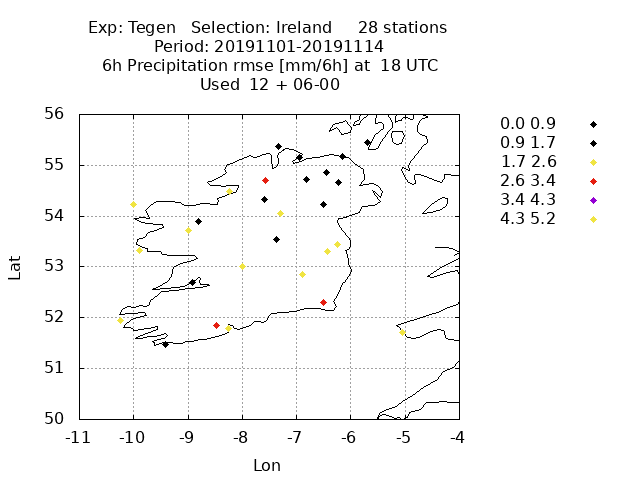 Exp: Tegen   Selection: Ireland     28 stations
Period: 20191101-20191114
6h Precipitation rmse [mm/6h] at  18 UTC
Used  12 + 06-00
56
55
54
53
52
51
50
Lat
-11 -10 -9 -8 -7 -6 -5 -4
Lon
0.0 0.9
0.9 1.7
1.7 2.6
2.6 3.4
3.4 4.3
4.3 5.2